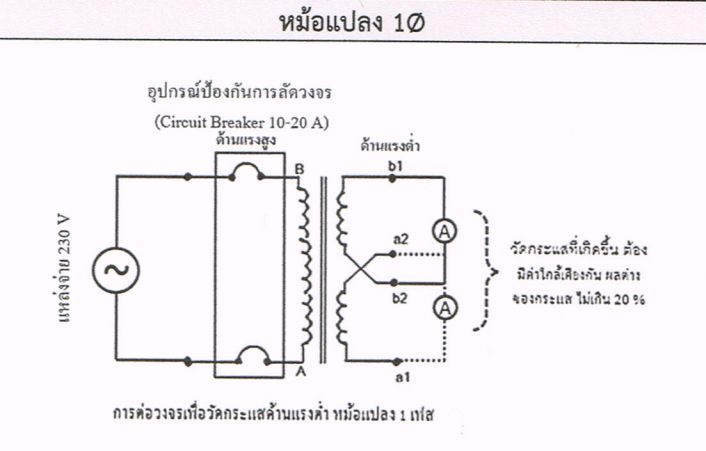 หม้อแปลง 1Ø
อุปกรณ์ป้องกันการลัดวงจร
(Circuit Breaker 10-20 A)
ด้านแรงสูง
ด้านแรงต่ำ
แหล่งจ่าย 230 V
B
A
b1
a2
b2
a1
A
A
วัดกระแสที่เกิดขึ้น ต้อง
มีค่าใกล้เคียงกัน ผลต่าง
ของกระแส ไม่เกิน 20 %
การต่อวงจรเพื่อวัดกระแสด้านแรงต่ำ หม้อแปลง 1 เฟส